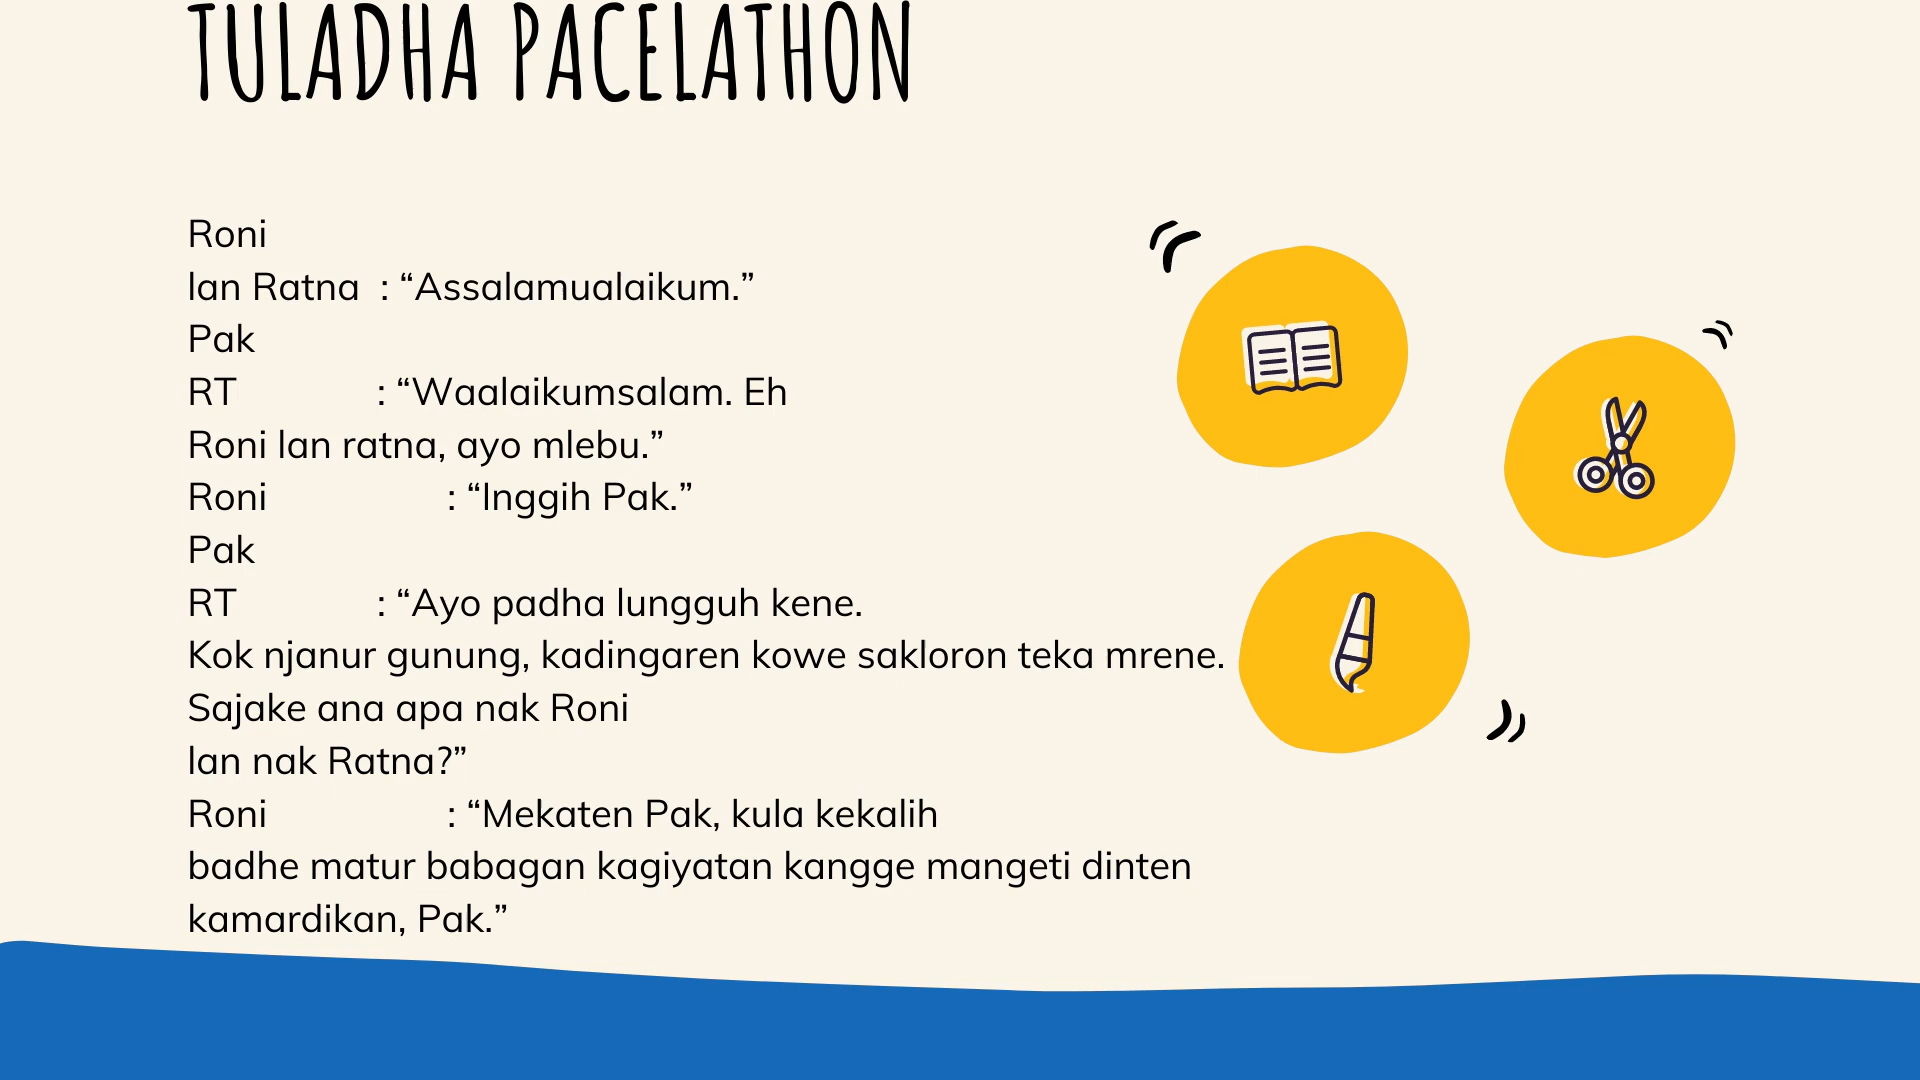 TULADHA PACELATHON
Roni
lan Ratna : “Assalamualaikum.”
Pak
RT : “Waalaikumsalam. Eh
Roni lan ratna, ayo mlebu.”
Roni : “Inggih Pak.”
Pak
RT : “Ayo padha lungguh kene.
Kok njanur gunung, kadingaren kowe sakloron teka mrene.
Sajake ana apa nak Roni
lan nak Ratna?”
Roni : “Mekaten Pak, kula kekalih
badhe matur babagan kagiyatan kangge mangeti dinten
kamardikan, Pak.”